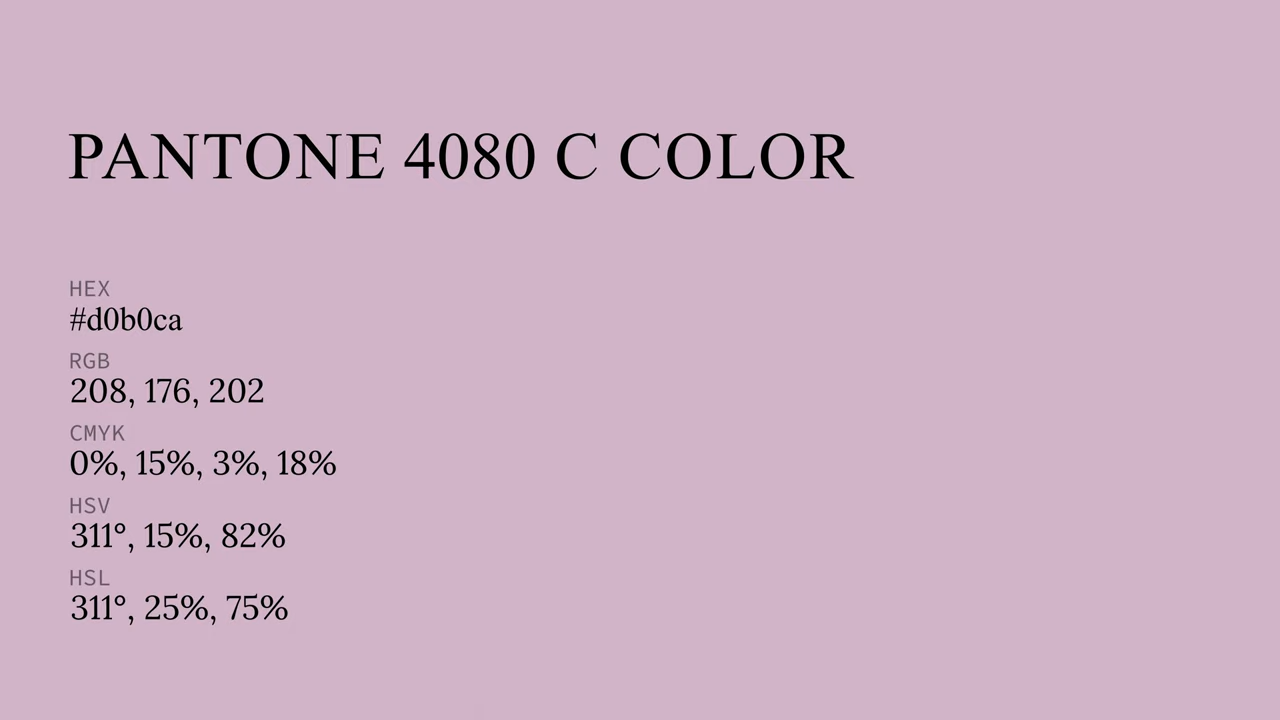 PANTONE 4080 C COLOR
HEX
#d0b0ca
RGB
208, 176, 202
CMYK
0%, 15%, 3%, 18%
HSV
311°, 15%, 82%
HSL
311°, 25%, 75%